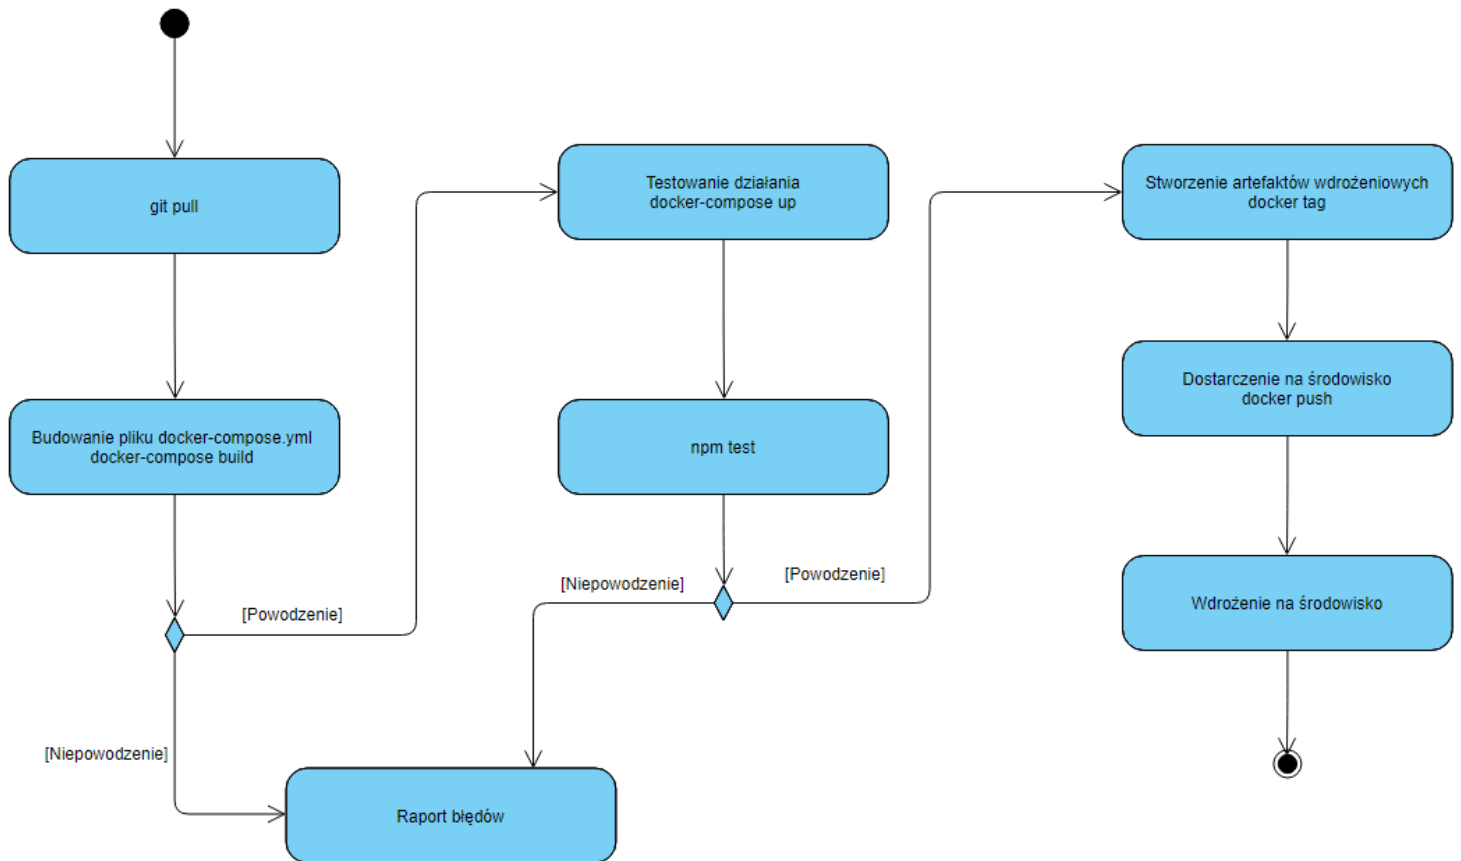 git pull
Budowanie pliku docker-compose.yml
docker-compose build
[Powodzenie]
[Niepowodzenie]
Testowanie działania
docker-compose up
npm test
[Niepowodzenie]
[Powodzenie]
Raport błędów
Stworzenie artefaktów wdrożeniowych
docker tag
Dostarczenie na środowisko
docker push
Wdrożenie na środowisko